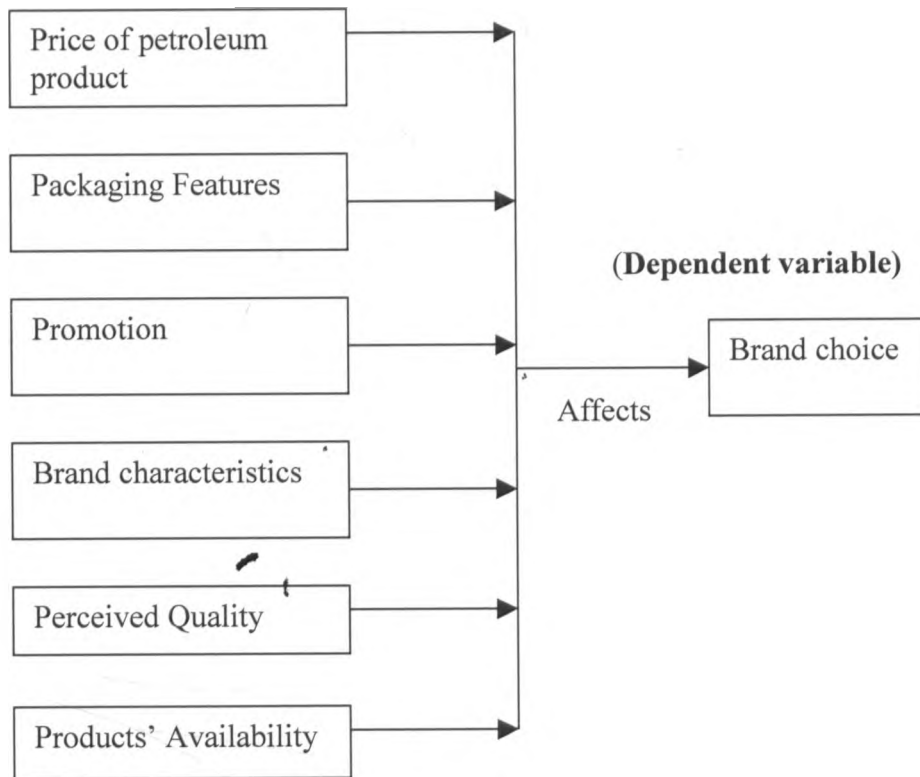 Price of petroleum
product
Packaging Features
Promotion
Brand characteristics
Perceived Quality
Products’ Availability
(Dependent variable)
Brand choice
Affects